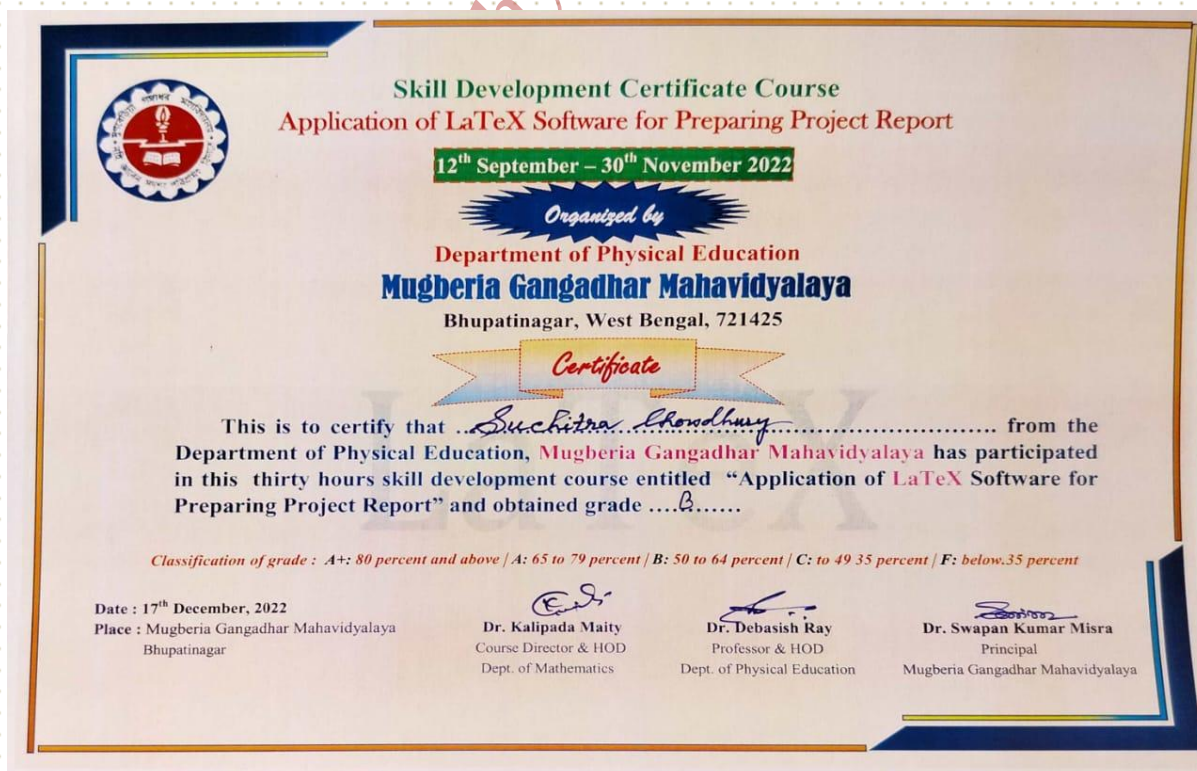 Skill Development Certificate Course
Application of LaTeX Software for Preparing Project Report
12th September – 30th November 2022
Organized by
Department of Physical Education
Mugberia Gangadhar Mahavidyalaya
Bhupatinagar, West Bengal, 721425
Certificate
This is to certify that ..Suchitra Chowdhury.................................... from the
Department of Physical Education, Mugberia Gangadhar Mahavidyalaya has participated
in this thirty hours skill development course entitled “Application of LaTeX Software for
Preparing Project Report” and obtained grade ....B......
LaTeX
Classification of grade : A+: 80 percent and above | A: 65 to 79 percent | B: 50 to 64 percent | C: to 49 35 percent | F: below.35 percent
Date : 17th December, 2022
Place : Mugberia Gangadhar Mahavidyalaya
Bhupatinagar
Dr. Kalipada Maity
Course Director & HOD
Dept. of Mathematics
Dr. Debasish Ray
Professor & HOD
Dept. of Physical Education
Dr. Swapan Kumar Misra
Principal
Mugberia Gangadhar Mahavidyalaya